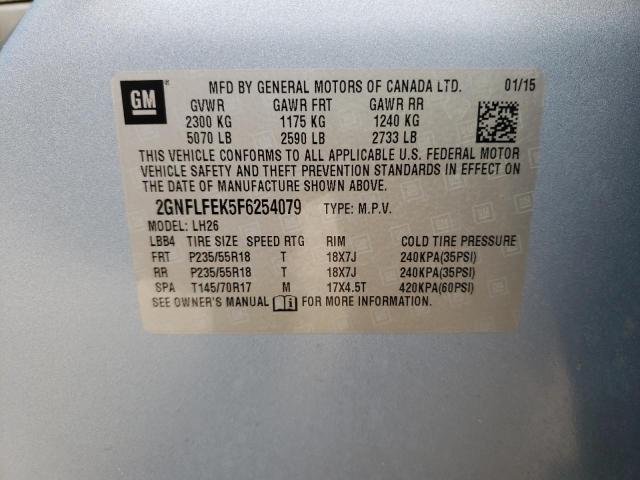 GM MFD BY GENERAL MOTORS OF CANADA LTD. 01/15
GVWR GAWR FRT GAWR RR
2300 KG 1175 KG 1240 KG
5070 LB 2590 LB 2733 LB
THIS VEHICLE CONFORMS TO ALL APPLICABLE U.S. FEDERAL MOTOR
VEHICLE SAFETY AND THEFT PREVENTION STANDARDS IN EFFECT ON
THE DATE OF MANUFACTURE SHOWN ABOVE.
2GNFLFEK5F6254079 TYPE: M.P.V.
MODEL: LH26
LBB4 TIRE SIZE SPEED RTG RIM COLD TIRE PRESSURE
FRT P235/55R18 T 18X7J 240KPA(35PSI)
RR P235/55R18 T 18X7J 240KPA(35PSI)
SPA T145/70R17 M 17X4.5T 420KPA(60PSI)
SEE OWNER'S MANUAL FOR MORE INFORMATION